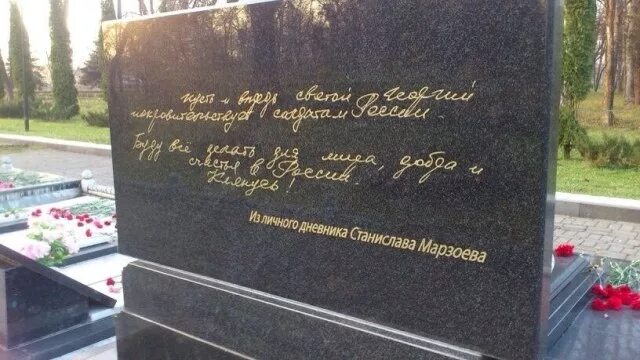 пусть и впредь святой Георгий
покровительствует солдатам России.
Буду всё делать для мира, добра и
счастья в России.
Клянусь!
Из личного дневника Станислава Марзоева